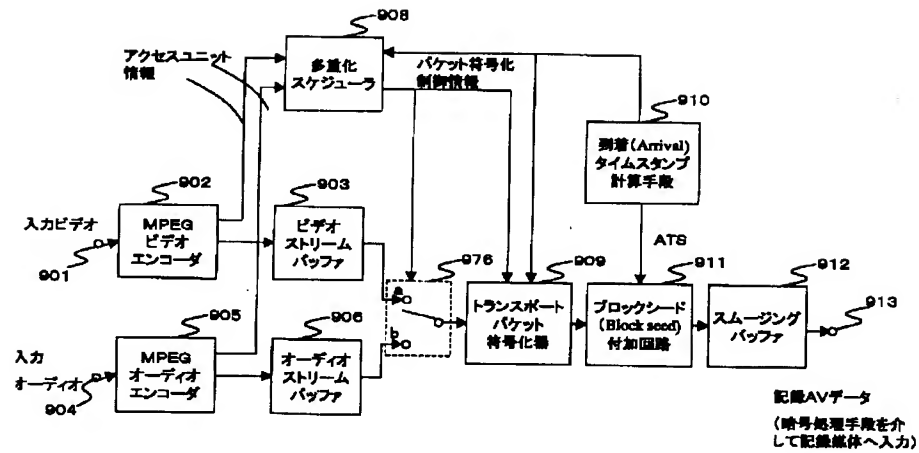 908
アクセスユニット
情報
多重化
スケジューラ
パケット符号化
制御情報
910
到着(Arrival)
タイムスタンプ
計算手段
902
903
入力ビデオ
MPEG
ビデオ
エンコーダ
ビデオ
ストリーム
バッファ
ATS
901
976
909
911
912
a
905
906
トランスポート
パケット
符号化器
ブロックシード
(Block seed)
付加回路
スムージング
バッファ
913
b
入力
オーディオ
MPEG
オーディオ
エンコーダ
オーディオ
ストリーム
バッファ
904
記録AVデータ
(暗号処理手段を介
して記録媒体へ入力)